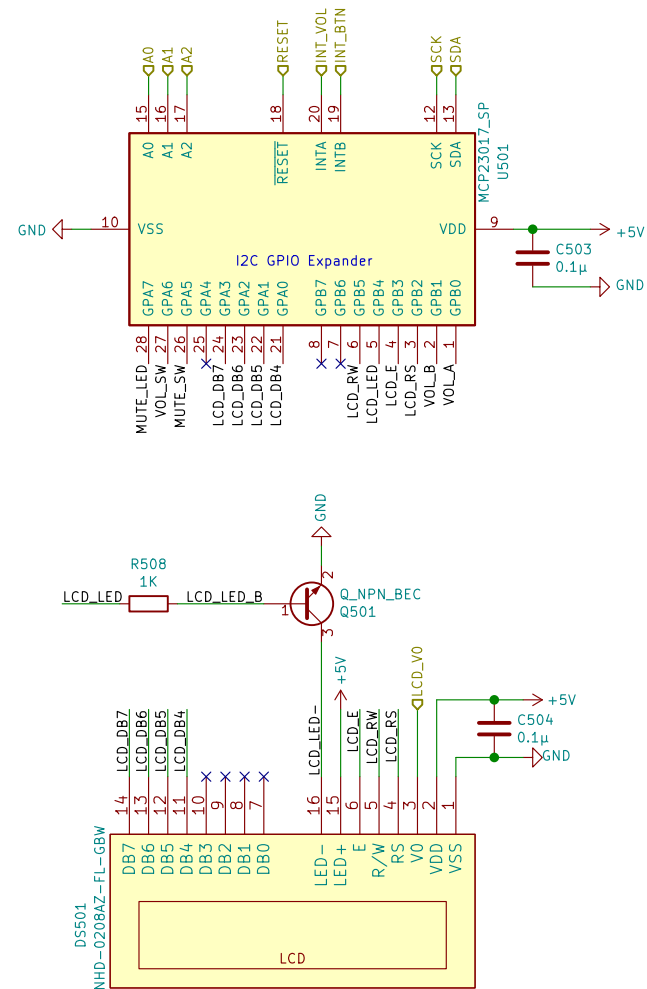 A0
A1
A2
RESET
INT_VOL
INT_BTN
SCK
SDA
15
16
17
18
20
19
12
13
A0
A1
A2
RESET
INTA
INTB
SCK
SDA
MCP23017_SP
U501
GND
10
VSS
VDD
9
+5V
C503
0.1µ
GND
I2C GPIO Expander
GPA7
GPA6
GPA5
GPA4
GPA3
GPA2
GPA1
GPA0
GPB7
GPB6
GPB5
GPB4
GPB3
GPB2
GPB1
GPB0
28
27
26
25
24
23
22
21
8
7
6
5
4
3
2
1
MUTE_LED
VOL_SW
MUTE_SW
LCD_DB7
LCD_DB6
LCD_DB5
LCD_DB4
LCD_RW
LCD_LED
LCD_E
LCD_RS
VOL_B
VOL_A
GND
R508
1K
LCD_LED
LCD_LED_B
2
1
3
Q_NPN_BEC
Q501
LCD_DB7
LCD_DB6
LCD_DB5
LCD_DB4
LCD_LED-
+5V
LCD_E
LCD_RW
LCD_RS
LCD_V0
+5V
C504
0.1µ
GND
14
13
12
11
10
9
8
7
16
15
6
5
4
3
2
1
DB7
DB6
DB5
DB4
DB3
DB2
DB1
DB0
LED-
LED+
E
R/W
RS
V0
VDD
VSS
DS501
NHD-0208AZ-FL-GBW
LCD